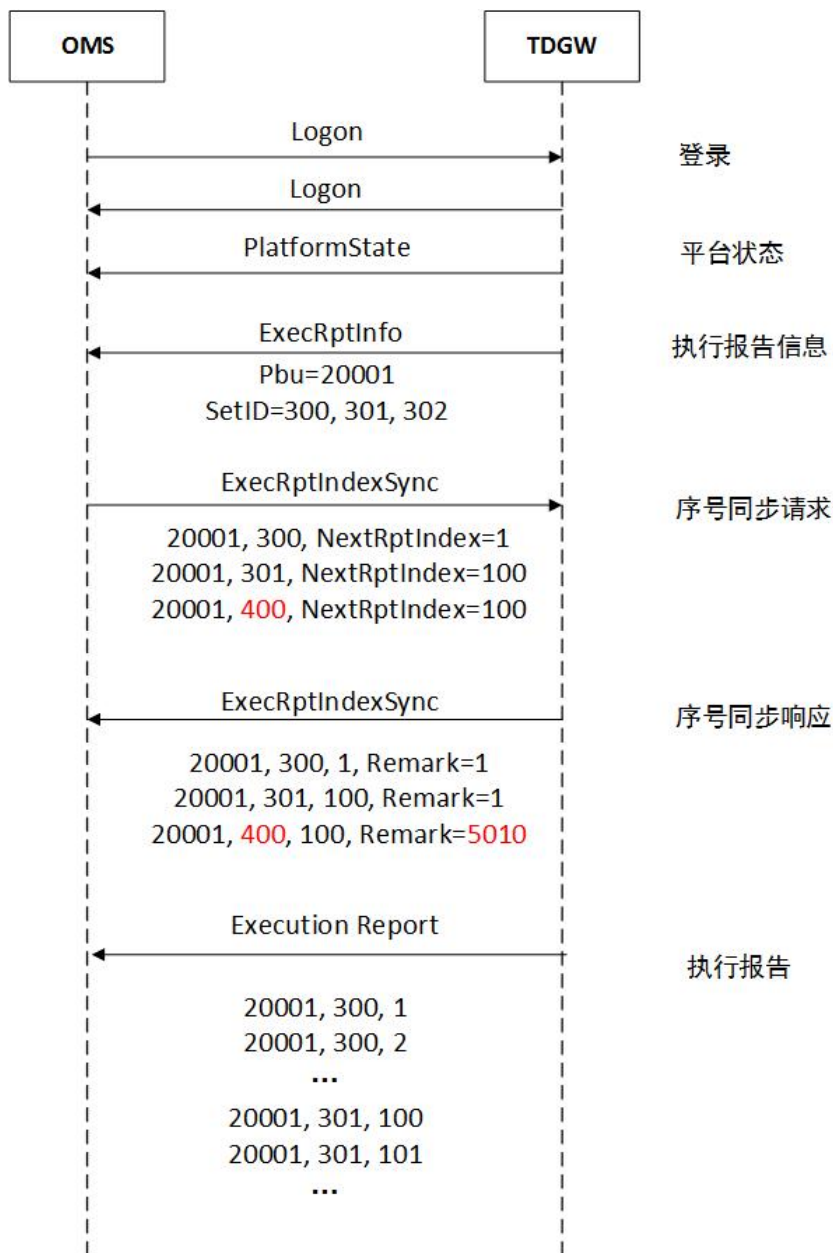 OMS
TDGW
Logon
登录
Logon
PlatformState
平台状态
ExecRptInfo
执行报告信息
Pbu=20001
SetID=300, 301, 302
ExecRptIndexSync
序号同步请求
20001, 300, NextRptIndex=1
20001, 301, NextRptIndex=100
20001, 400, NextRptIndex=100
ExecRptIndexSync
序号同步响应
20001, 300, 1, Remark=1
20001, 301, 100, Remark=1
20001, 400, 100, Remark=5010
Execution Report
执行报告
20001, 300, 1
20001, 300, 2
...
20001, 301, 100
20001, 301, 101
...